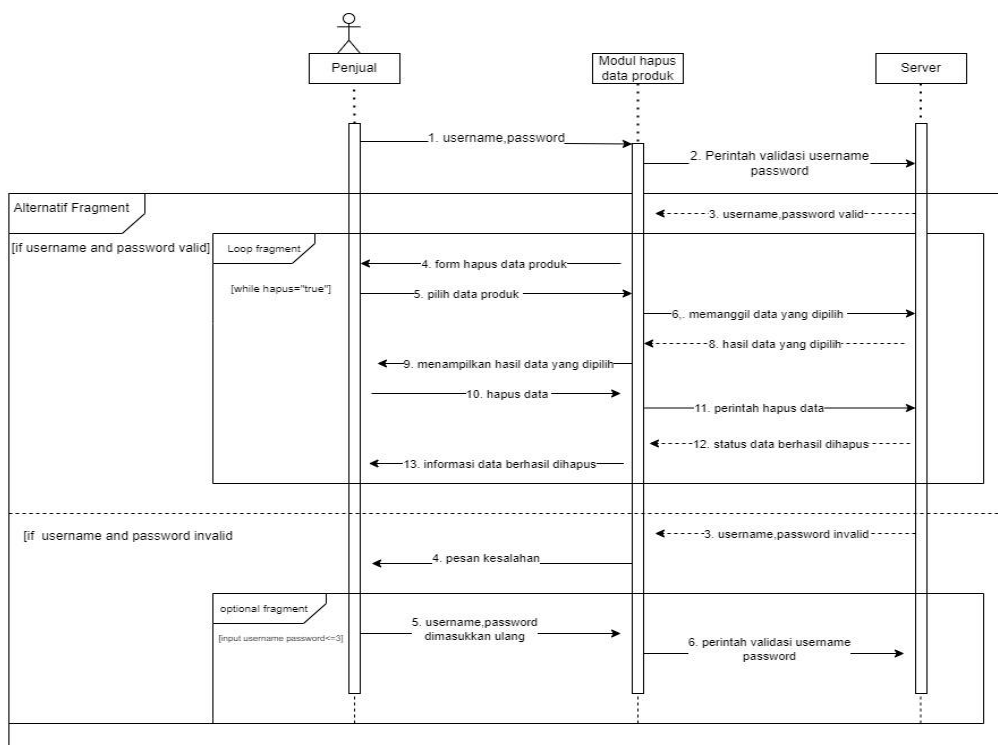 Penjual
Modul hapus
data produk
Server
1. username,password
2. Perintah validasi username
password
Alternatif Fragment
3. username,password valid
[if username and password valid]
Loop fragment
4. form hapus data produk
[while hapus="true"]
5. pilih data produk
6,. memanggil data yang dipilih
8. hasil data yang dipilih
9. menampilkan hasil data yang dipilih
10. hapus data
11. perintah hapus data
12. status data berhasil dihapus
13. informasi data berhasil dihapus
[if  username and password invalid
3. username,password invalid
4. pesan kesalahan
optional fragment
[input username password<=3]
5. username,password
dimasukkan ulang
6. perintah validasi username
password